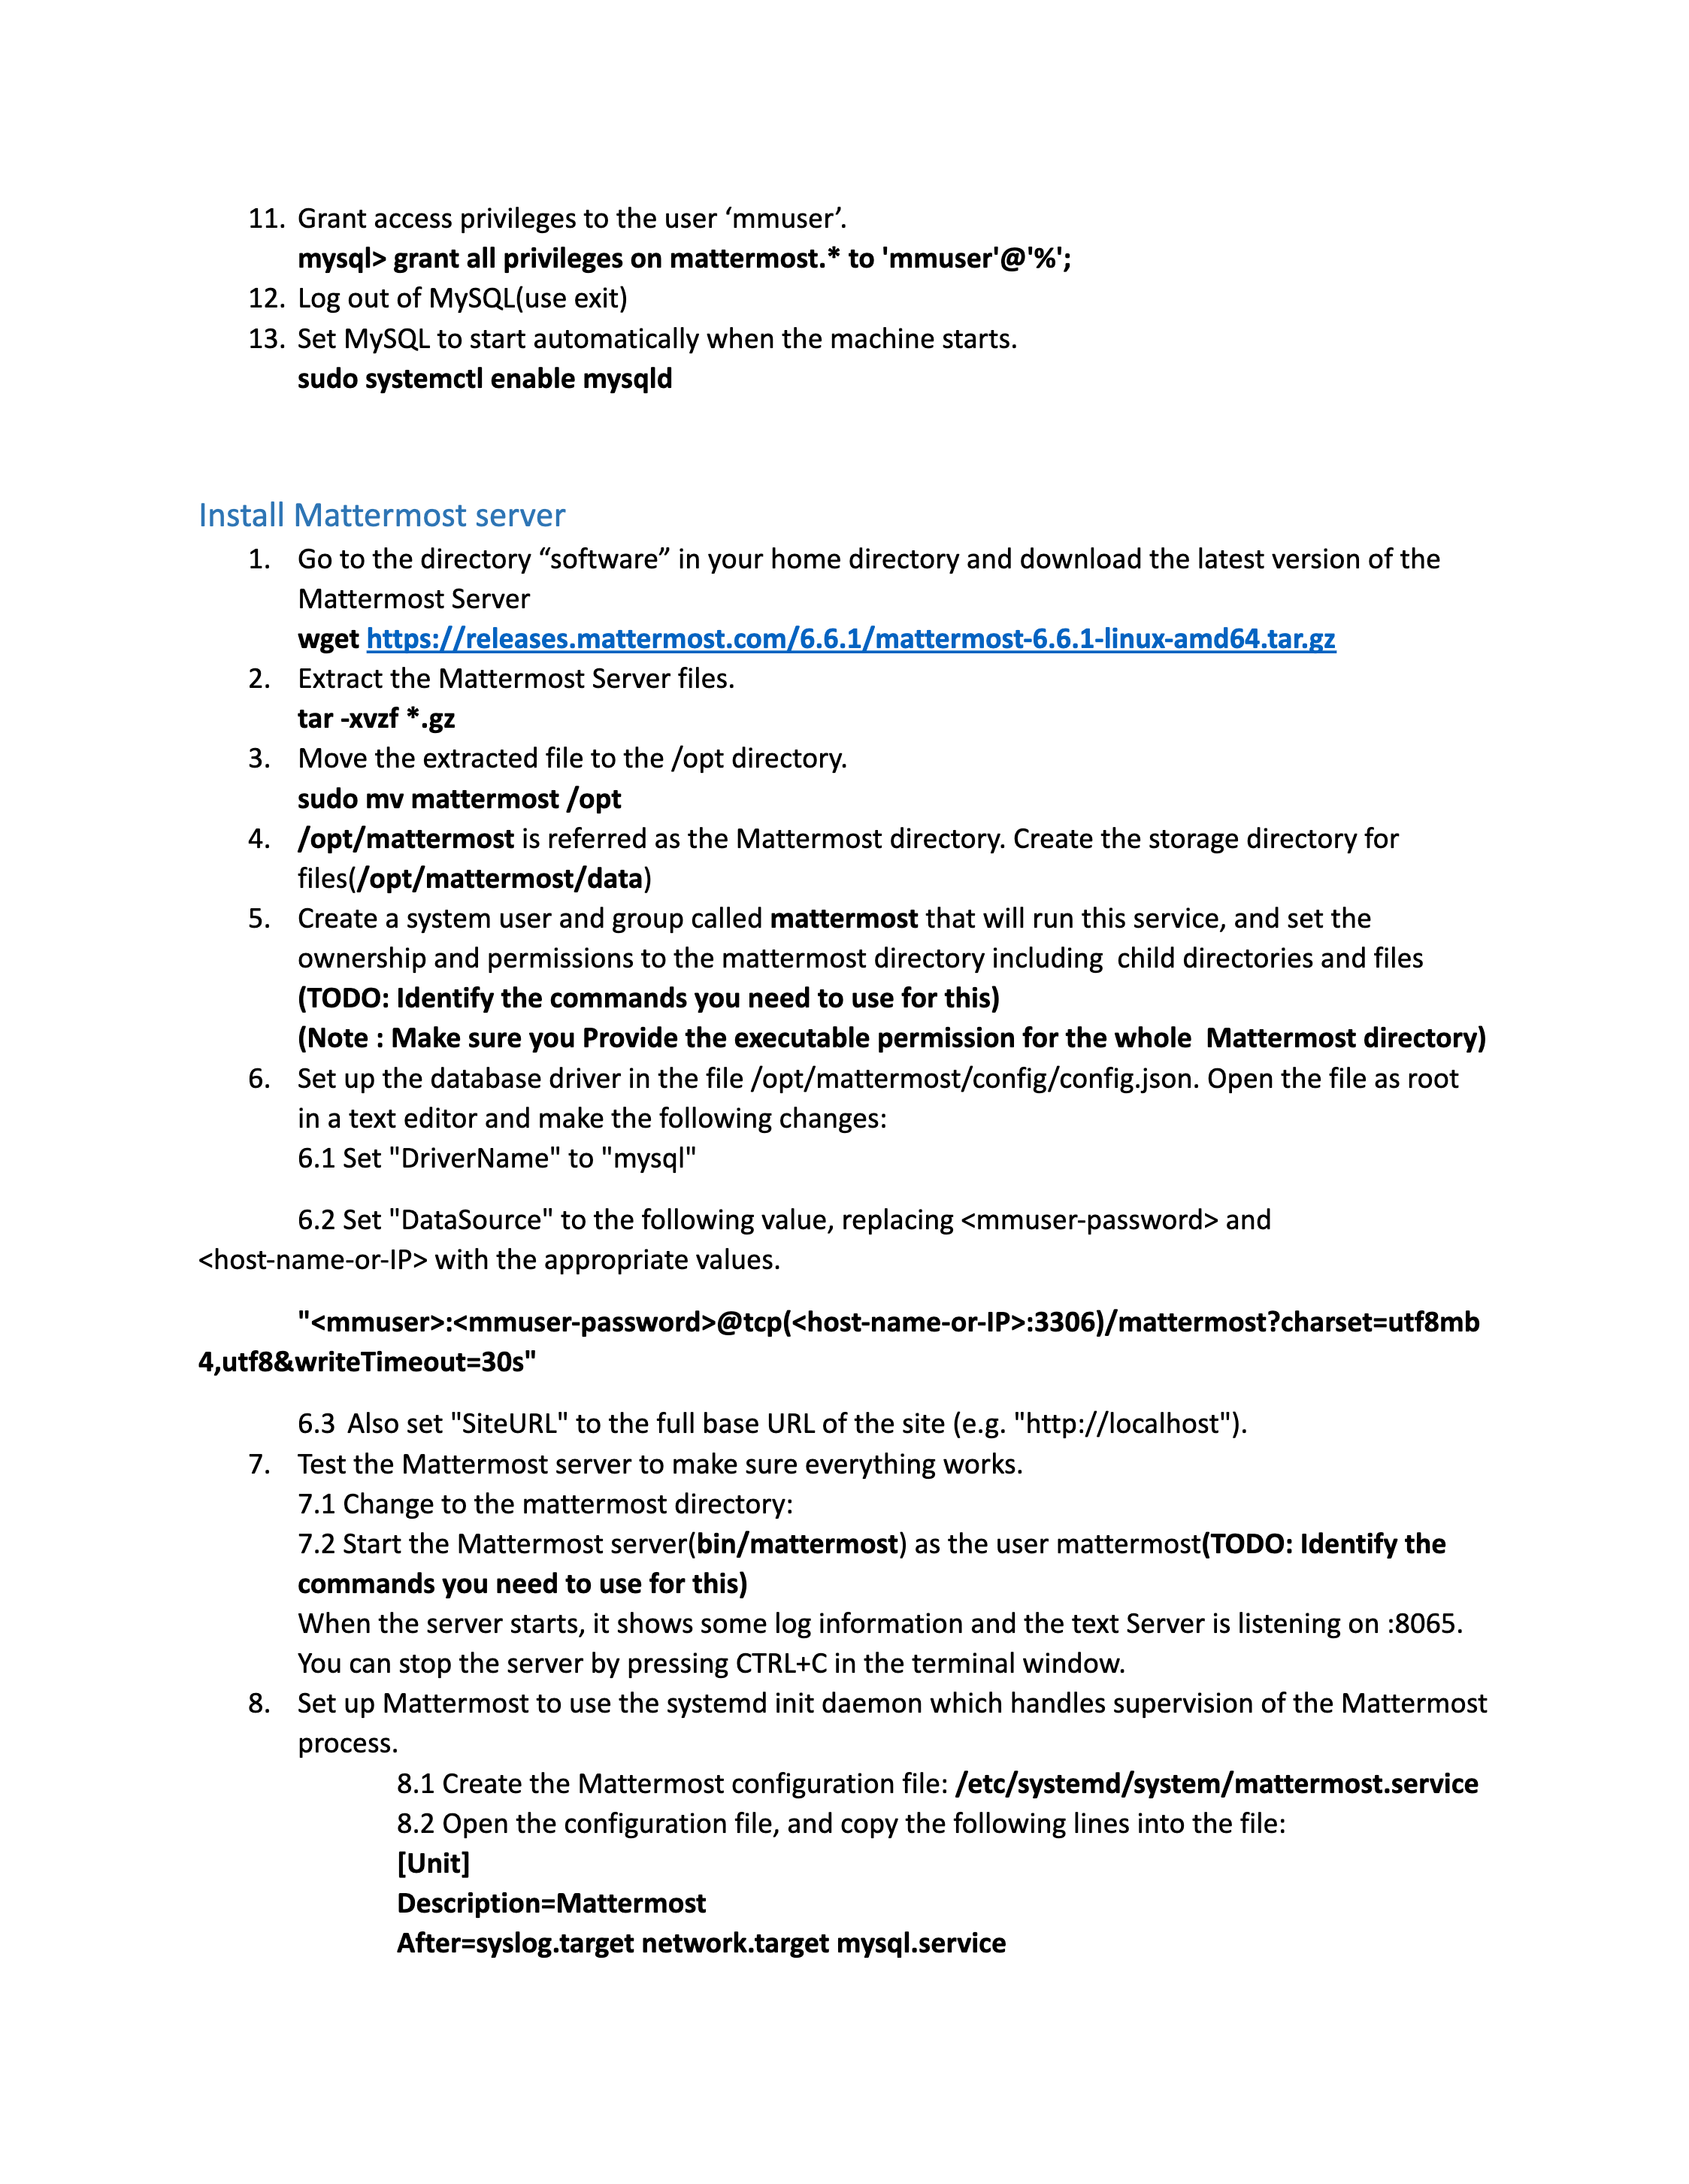 11. Grant access privileges to the user ‘mmuser’.
mysql> grant all privileges on mattermost.* to 'mmuser'@'%';
12. Log out of MySQL(use exit)
13. Set MySQL to start automatically when the machine starts.
sudo systemctl enable mysqld
Install Mattermost server
1. Go to the directory “software” in your home directory and download the latest version of the
Mattermost Server
wget https://releases.mattermost.com/6.6.1/mattermost-6.6.1-linux-amd64.tar.gz
2. Extract the Mattermost Server files.
tar -xvzf *.gz
3. Move the extracted file to the /opt directory.
sudo mv mattermost /opt
4. /opt/mattermost is referred as the Mattermost directory. Create the storage directory for
files(/opt/mattermost/data)
5. Create a system user and group called mattermost that will run this service, and set the
ownership and permissions to the mattermost directory including  child directories and files
(TODO: Identify the commands you need to use for this)
(Note : Make sure you Provide the executable permission for the whole  Mattermost directory)
6. Set up the database driver in the file /opt/mattermost/config/config.json. Open the file as root
in a text editor and make the following changes:
6.1 Set "DriverName" to "mysql"
6.2 Set "DataSource" to the following value, replacing <mmuser-password> and
<host-name-or-IP> with the appropriate values.
"<mmuser>:<mmuser-password>@tcp(<host-name-or-IP>:3306)/mattermost?charset=utf8mb
4,utf8&writeTimeout=30s"
6.3  Also set "SiteURL" to the full base URL of the site (e.g. "http://localhost").
7. Test the Mattermost server to make sure everything works.
7.1 Change to the mattermost directory:
7.2 Start the Mattermost server(bin/mattermost) as the user mattermost(TODO: Identify the
commands you need to use for this)
When the server starts, it shows some log information and the text Server is listening on :8065.
You can stop the server by pressing CTRL+C in the terminal window.
8. Set up Mattermost to use the systemd init daemon which handles supervision of the Mattermost
process.
8.1 Create the Mattermost configuration file: /etc/systemd/system/mattermost.service
8.2 Open the configuration file, and copy the following lines into the file:
[Unit]
Description=Mattermost
After=syslog.target network.target mysql.service